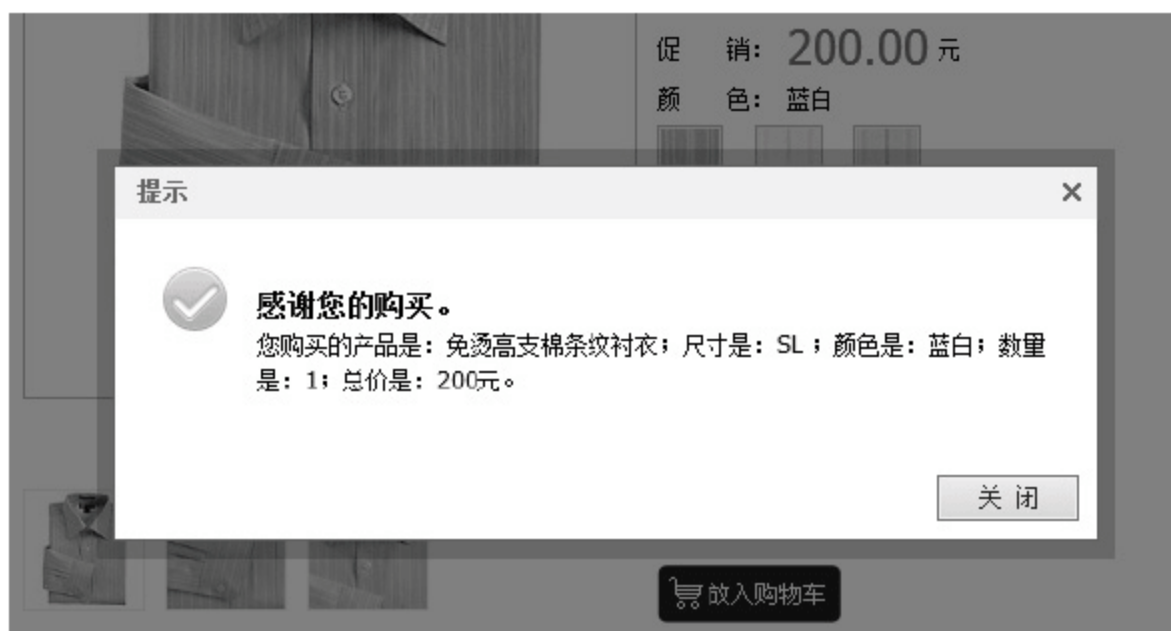 促 销： 200.00 元
颜 色： 蓝白
提示
感谢您的购买。
您购买的产品是：免烫高支棉条纹衬衣；尺寸是：SL；颜色是：蓝白；数量
是：1；总价是：200元。
关 闭
放入购物车